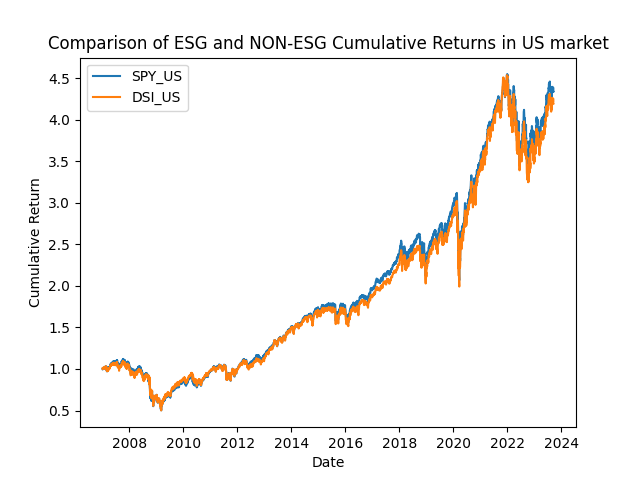 Comparison of ESG and NON-ESG Cumulative Returns in US market
SPY_US
DSI_US
4.5
4.0
3.5
3.0
2.5
2.0
1.5
1.0
0.5
Cumulative Return
2008 2010 2012 2014 2016 2018 2020 2022 2024
Date